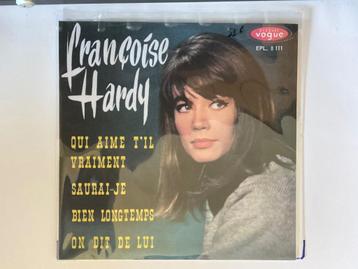 Françoise
Hardy
vogue
EPL. 8 111
QUI AIME T'IL
VRAIMENT
SAURAI-JE
BIEN LONGTEMPS
ON DIT DE LUI